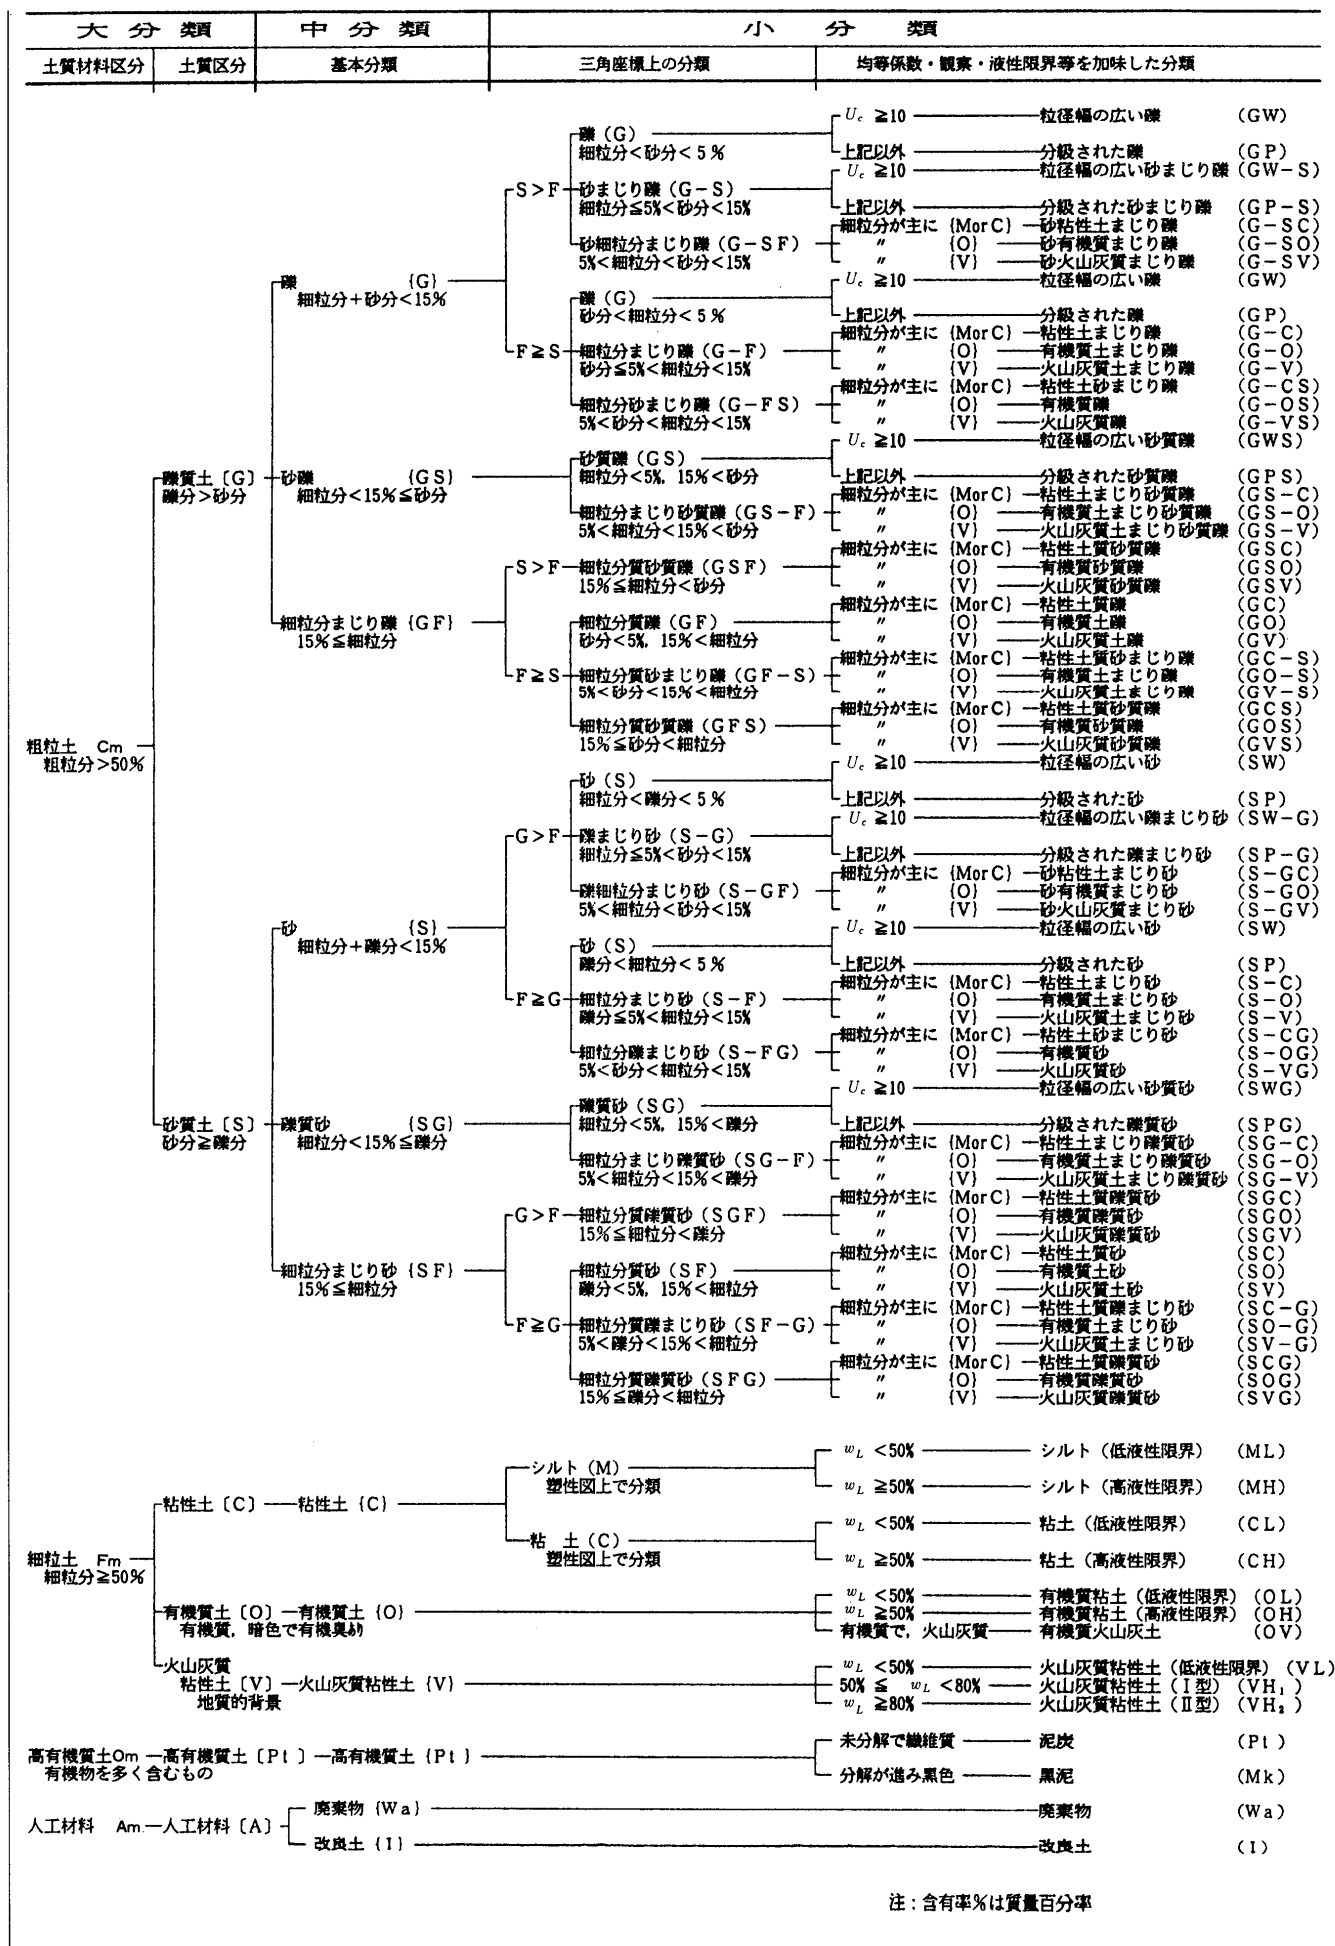 大分類 中分類 小分類
土質材料区分 土質区分 基本分類 三角座標上の分類 均等係数・観察・液性限界等を加味した分類
Uc ≧10 粒径幅の広い礫 (GW)
礫 (G)
細粒分<砂分<5%
上記以外 分級された礫 (GP)
Uc ≧10 粒径幅の広い砂まじり礫 (GW-S)
S>F 砂まじり礫 (G-S)
細粒分≦5%<砂分<15%
上記以外 分級された砂まじり礫 (GP-S)
細粒分が主に {MorC} 砂粘性土まじり礫 (G-SC)
砂細粒分まじり礫 (G-SF) 〃 {O} 砂有機質まじり礫 (G-SO)
5%<細粒分<砂分<15% 〃 {V} 砂火山灰質まじり礫 (G-SV)
礫 {G} Uc ≧10 粒径幅の広い礫 (GW)
細粒分+砂分<15% 礫 (G)
砂分<細粒分<5% 上記以外 分級された礫 (GP)
細粒分が主に {MorC} 粘性土まじり礫 (G-C)
F≧S 細粒分まじり礫 (G-F) 〃 {O} 有機質土まじり礫 (G-O)
砂分≦5%<細粒分<15% 〃 {V} 火山灰質土まじり礫 (G-V)
細粒分が主に {MorC} 粘性土砂まじり礫 (G-CS)
細粒分砂まじり礫 (G-FS) 〃 {O} 有機質礫 (G-OS)
5%<砂分<細粒分<15% 〃 {V} 火山灰質礫 (G-VS)
Uc ≧10 粒径幅の広い砂質礫 (GWS)
砂質礫 (GS)
礫質土 〔G〕 砂礫 {GS} 細粒分<5%, 15%<砂分 上記以外 分級された砂質礫 (GPS)
礫分>砂分 細粒分<15%≦砂分 細粒分が主に {MorC} 粘性土まじり砂質礫 (GS-C)
細粒分まじり砂質礫 (GS-F) 〃 {O} 有機質土まじり砂質礫 (GS-O)
5%<細粒分<15%<砂分 〃 {V} 火山灰質土まじり砂質礫 (GS-V)
細粒分が主に {MorC} 粘性土質砂質礫 (GSC)
S>F 細粒分質砂質礫 (GSF) 〃 {O} 有機質砂質礫 (GSO)
15%≦細粒分<砂分 〃 {V} 火山灰質砂質礫 (GSV)
細粒分が主に {MorC} 粘性土質礫 (GC)
細粒分まじり礫 {GF} 細粒分質礫 (GF) 〃 {O} 有機質土礫 (GO)
15%≦細粒分 砂分<5%, 15%<細粒分 〃 {V} 火山灰質土礫 (GV)
細粒分が主に {MorC} 粘性土質砂まじり礫 (GC-S)
F≧S 細粒分質砂まじり礫 (GF-S) 〃 {O} 有機質土まじり礫 (GO-S)
5%<砂分<15%<細粒分 〃 {V} 火山灰質土まじり礫 (GV-S)
細粒分が主に {MorC} 粘性土質砂質礫 (GCS)
細粒分質砂質礫 (GFS) 〃 {O} 有機質砂質礫 (GOS)
粗粒土 Cm 15%≦砂分<細粒分 〃 {V} 火山灰質砂質礫 (GVS)
粗粒分>50% Uc ≧10 粒径幅の広い砂 (SW)
砂 (S)
細粒分<礫分<5% 上記以外 分級された砂 (SP)
Uc ≧10 粒径幅の広い礫まじり砂 (SW-G)
G>F 礫まじり砂 (S-G)
細粒分≦5%<砂分<15% 上記以外 分級された礫まじり砂 (SP-G)
細粒分が主に {MorC} 砂粘性土まじり砂 (S-GC)
礫細粒分まじり砂 (S-GF) 〃 {O} 砂有機質まじり砂 (S-GO)
5%<細粒分<砂分<15% 〃 {V} 砂火山灰質まじり砂 (S-GV)
砂 {S} Uc ≧10 粒径幅の広い砂 (SW)
細粒分+礫分<15% 砂 (S)
礫分<細粒分<5% 上記以外 分級された砂 (SP)
細粒分が主に {MorC} 粘性土まじり砂 (S-C)
F≧G 細粒分まじり砂 (S-F) 〃 {O} 有機質土まじり砂 (S-O)
礫分≦5%<細粒分<15% 〃 {V} 火山灰質土まじり砂 (S-V)
細粒分が主に {MorC} 粘性土砂まじり砂 (S-CG)
細粒分礫まじり砂 (S-FG) 〃 {O} 有機質砂 (S-OG)
5%<砂分<細粒分<15% 〃 {V} 火山灰質砂 (S-VG)
Uc ≧10 粒径幅の広い砂質砂 (SWG)
礫質砂 (SG)
砂質土 〔S〕 礫質砂 {SG} 細粒分<5%, 15%<礫分 上記以外 分級された礫質砂 (SPG)
砂分≧礫分 細粒分<15%≦礫分 細粒分が主に {MorC} 粘性土まじり礫質砂 (SG-C)
細粒分まじり礫質砂 (SG-F) 〃 {O} 有機質土まじり礫質砂 (SG-O)
5%<細粒分<15%<礫分 〃 {V} 火山灰質土まじり礫質砂 (SG-V)
細粒分が主に {MorC} 粘性土質礫質砂 (SGC)
G>F 細粒分質礫質砂 (SGF) 〃 {O} 有機質礫質砂 (SGO)
15%≦細粒分<礫分 〃 {V} 火山灰質礫質砂 (SGV)
細粒分が主に {MorC} 粘性土質砂 (SC)
細粒分まじり砂 {SF} 細粒分質砂 (SF) 〃 {O} 有機質土砂 (SO)
15%≦細粒分 礫分<5%, 15%<細粒分 〃 {V} 火山灰質土砂 (SV)
細粒分が主に {MorC} 粘性土質礫まじり砂 (SC-G)
F≧G 細粒分質礫まじり砂 (SF-G) 〃 {O} 有機質土まじり砂 (SO-G)
5%<礫分<15%<細粒分 〃 {V} 火山灰質土まじり砂 (SV-G)
細粒分が主に {MorC} 粘性土質礫質砂 (SCG)
細粒分質礫質砂 (SFG) 〃 {O} 有機質礫質砂 (SOG)
15%≦礫分<細粒分 〃 {V} 火山灰質礫質砂 (SVG)
wL <50% シルト (低液性限界) (ML)
シルト (M)
塑性図上で分類 wL ≧50% シルト (高液性限界) (MH)
粘性土 〔C〕 粘性土 {C}
wL <50% 粘土 (低液性限界) (CL)
粘 土 (C)
細粒土 Fm 塑性図上で分類 wL ≧50% 粘土 (高液性限界) (CH)
細粒分≧50%
wL <50% 有機質粘土 (低液性限界) (OL)
有機質土 〔O〕 有機質土 {O} wL ≧50% 有機質粘土 (高液性限界) (OH)
有機質, 暗色で有機臭あり 有機質で, 火山灰質 有機質火山灰土 (OV)
火山灰質 wL <50% 火山灰質粘性土 (低液性限界) (VL)
粘性土 〔V〕 火山灰質粘性土 {V} 50%≦ wL <80% 火山灰質粘性土 (Ⅰ型) (VH₁)
地質的背景 wL ≧80% 火山灰質粘性土 (Ⅱ型) (VH₂)
未分解で繊維質 泥炭 (Pt)
高有機質土Om 高有機質土 〔Pt〕 高有機質土 {Pt}
有機物を多く含むもの 分解が進み黒色 黒泥 (Mk)
廃棄物 {Wa} 廃棄物 (Wa)
人工材料 Am 人工材料 〔A〕
改良土 {I} 改良土 (I)
注:含有率%は質量百分率